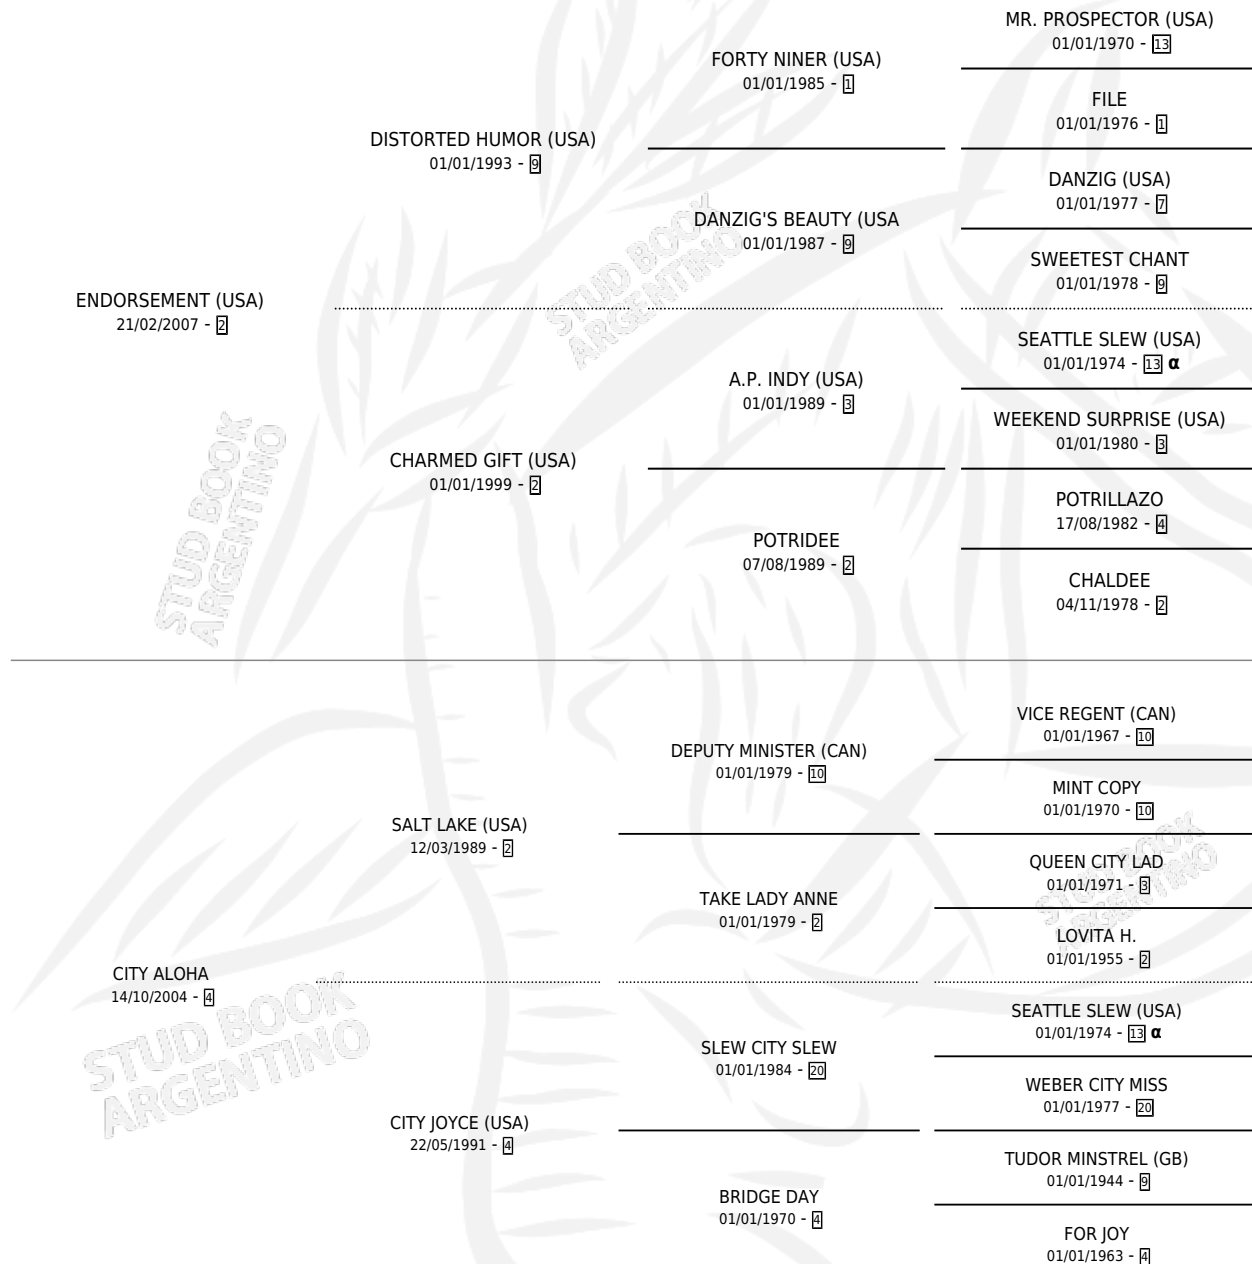 MR. PROSPECTOR (USA)
01/01/1970 - 13
FORTY NINER (USA)
01/01/1985 - 1
FILE
01/01/1976 - 1
DISTORTED HUMOR (USA)
01/01/1993 - 9
DANZIG (USA)
01/01/1977 - 7
DANZIG'S BEAUTY (USA
01/01/1987 - 9
SWEETEST CHANT
01/01/1978 - 9
ENDORSEMENT (USA)
21/02/2007 - 2
SEATTLE SLEW (USA)
01/01/1974 - 13 α
A.P. INDY (USA)
01/01/1989 - 3
WEEKEND SURPRISE (USA)
01/01/1980 - 3
CHARMED GIFT (USA)
01/01/1999 - 2
POTRILLAZO
17/08/1982 - 4
POTRIDEE
07/08/1989 - 2
CHALDEE
04/11/1978 - 2
VICE REGENT (CAN)
01/01/1967 - 10
DEPUTY MINISTER (CAN)
01/01/1979 - 10
MINT COPY
01/01/1970 - 10
SALT LAKE (USA)
12/03/1989 - 2
QUEEN CITY LAD
01/01/1971 - 3
TAKE LADY ANNE
01/01/1979 - 2
LOVITA H.
01/01/1955 - 2
CITY ALOHA
14/10/2004 - 4
SEATTLE SLEW (USA)
01/01/1974 - 13 α
SLEW CITY SLEW
01/01/1984 - 20
WEBER CITY MISS
01/01/1977 - 20
CITY JOYCE (USA)
22/05/1991 - 4
TUDOR MINSTREL (GB)
01/01/1944 - 9
BRIDGE DAY
01/01/1970 - 4
FOR JOY
01/01/1963 - 4
STUD BOOK
ARGENTINO
STUD BOOK
ARGENTINO
STUD BOOK
ARGENTINO
STUD BOOK
ARGENTINO